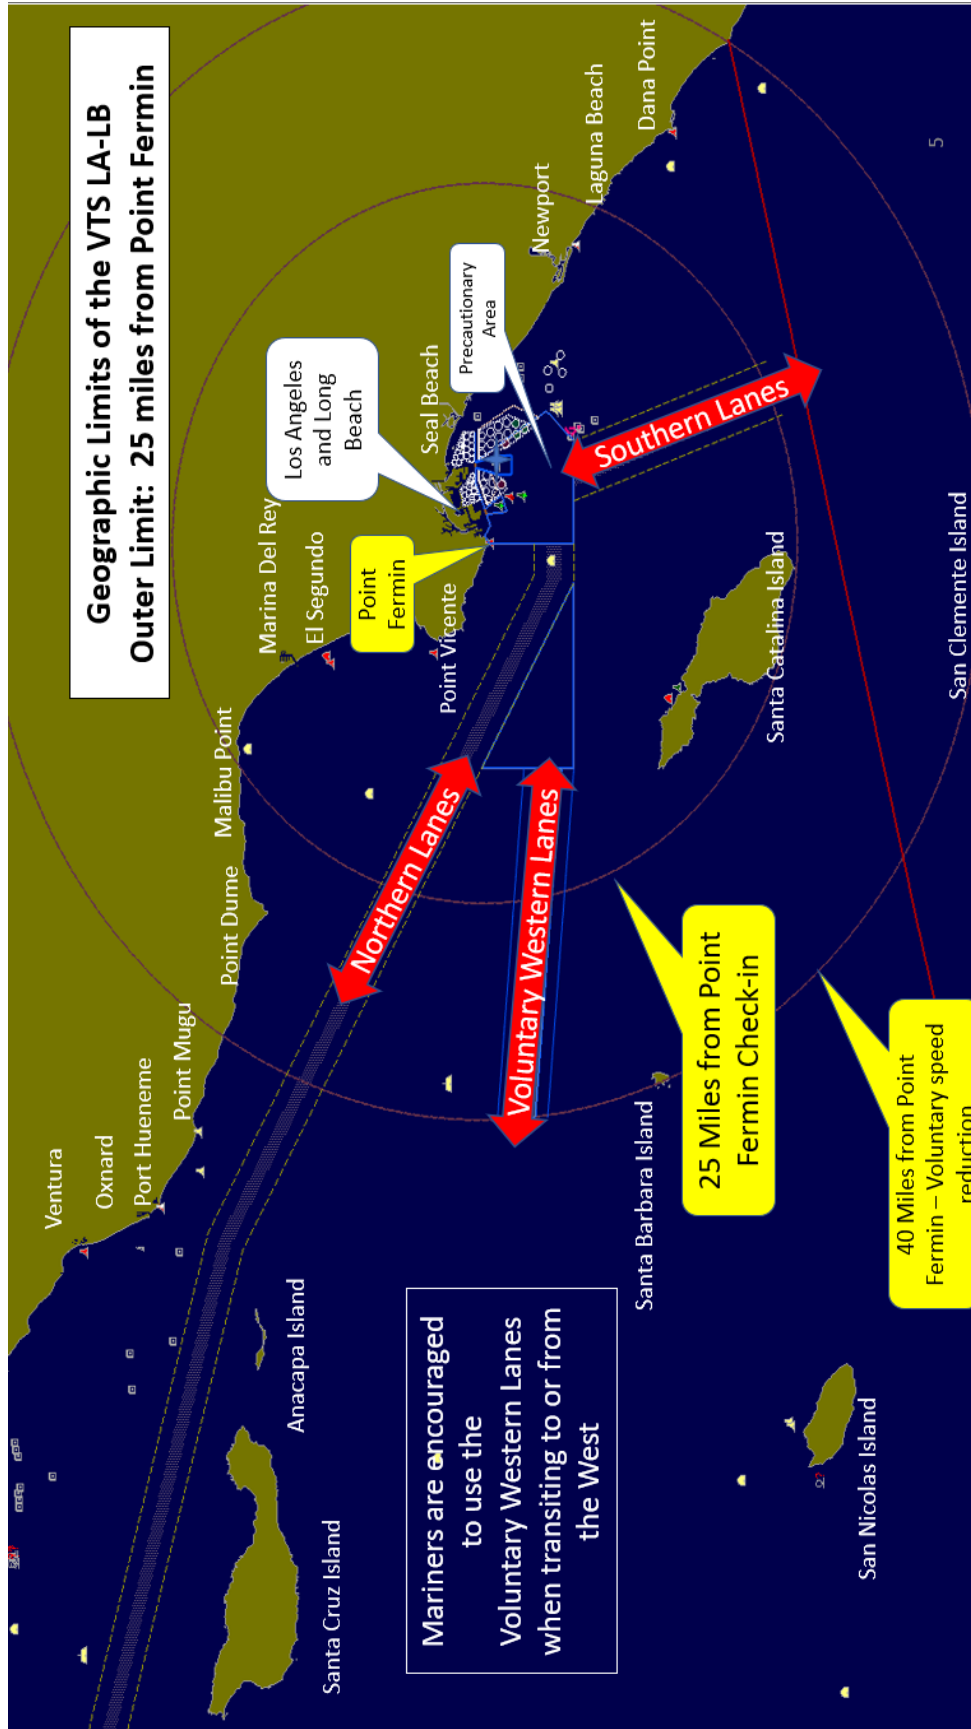 Geographic Limits of the VTS LA-LB
Outer Limit: 25 miles from Point Fermin
Ventura
Oxnard
Port Hueneme
Point Mugu
Point Dume
Malibu Point
Marina Del Rey
El Segundo
Point Vicente
Point
Fermin
Los Angeles
and Long
Beach
Seal Beach
Precautionary
Area
Newport
Laguna Beach
Dana Point
Northern Lanes
Voluntary Western Lanes
Southern Lanes
Santa Cruz Island
Anacapa Island
Mariners are encouraged
to use the
Voluntary Western Lanes
when transiting to or from
the West
Santa Barbara Island
25 Miles from Point
Fermin Check-in
Santa Catalina Island
San Nicolas Island
40 Miles from Point
Fermin – Voluntary speed
reduction
San Clemente Island
5